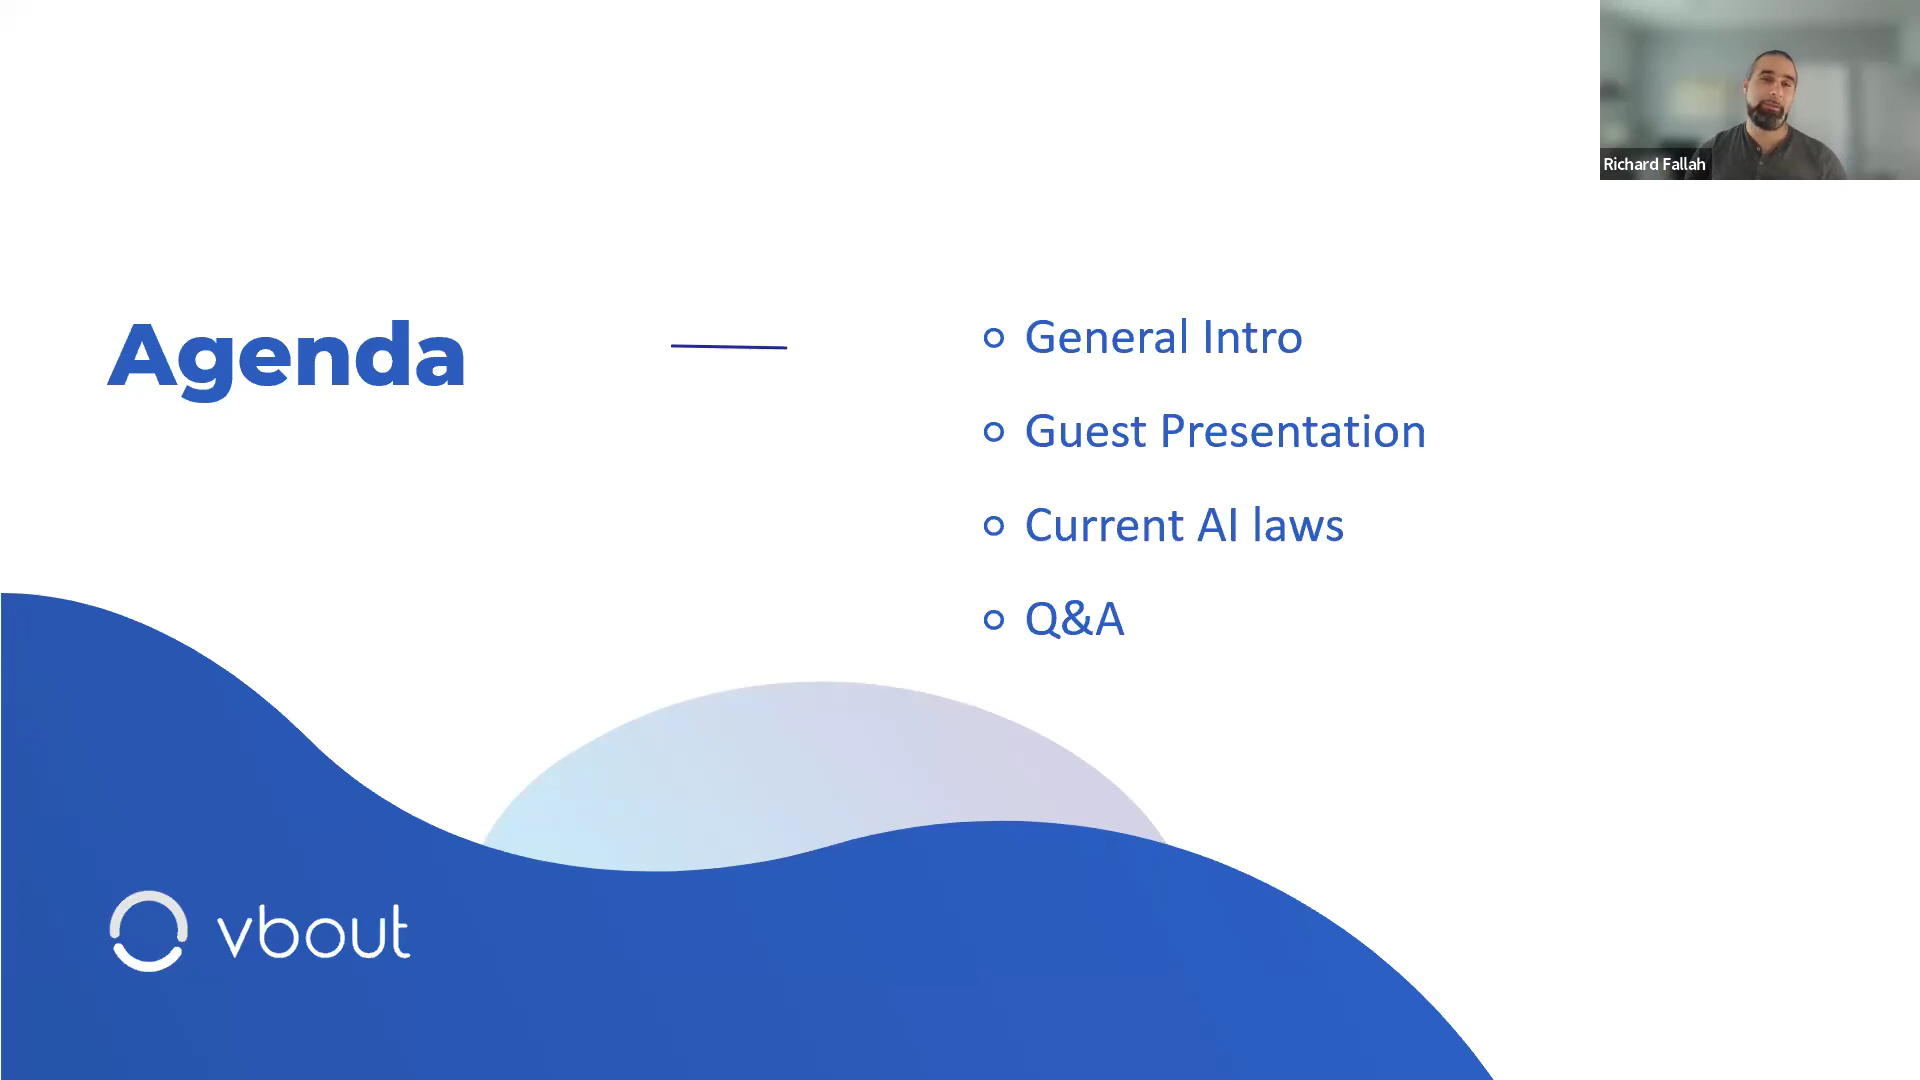 Richard Fallah
Agenda
General Intro
Guest Presentation
Current AI laws
Q&A
vbout